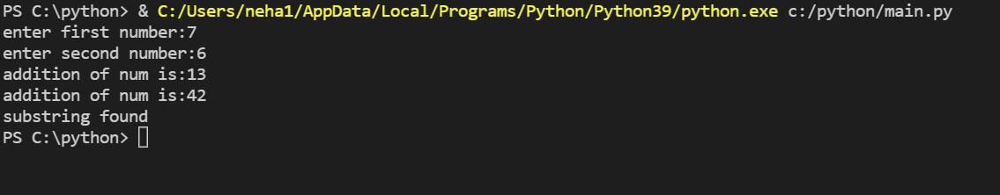 PS C:\python> & C:/Users/neha1/AppData/Local/Programs/Python/Python39/python.exe c:/python/main.py
enter first number:7
enter second number:6
addition of num is:13
addition of num is:42
substring found
PS C:\python>